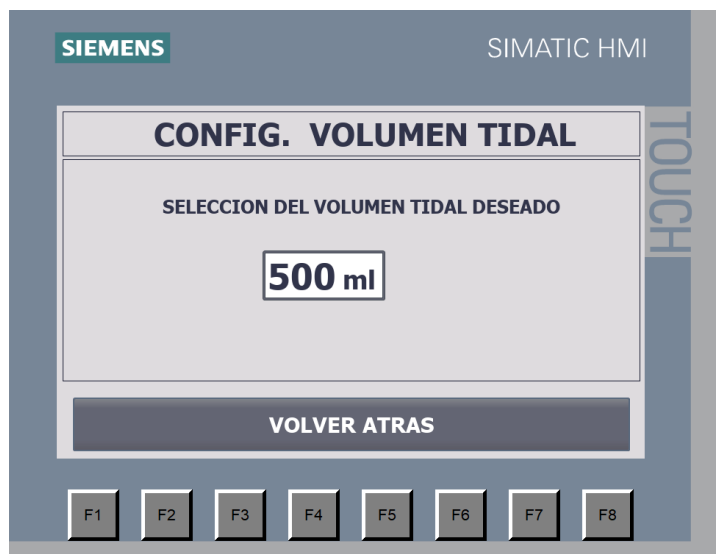 SIEMENS
SIMATIC HMI
TOUCH
CONFIG. VOLUMEN TIDAL
SELECCION DEL VOLUMEN TIDAL DESEADO
500 ml
VOLVER ATRAS
F1 F2 F3 F4 F5 F6 F7 F8